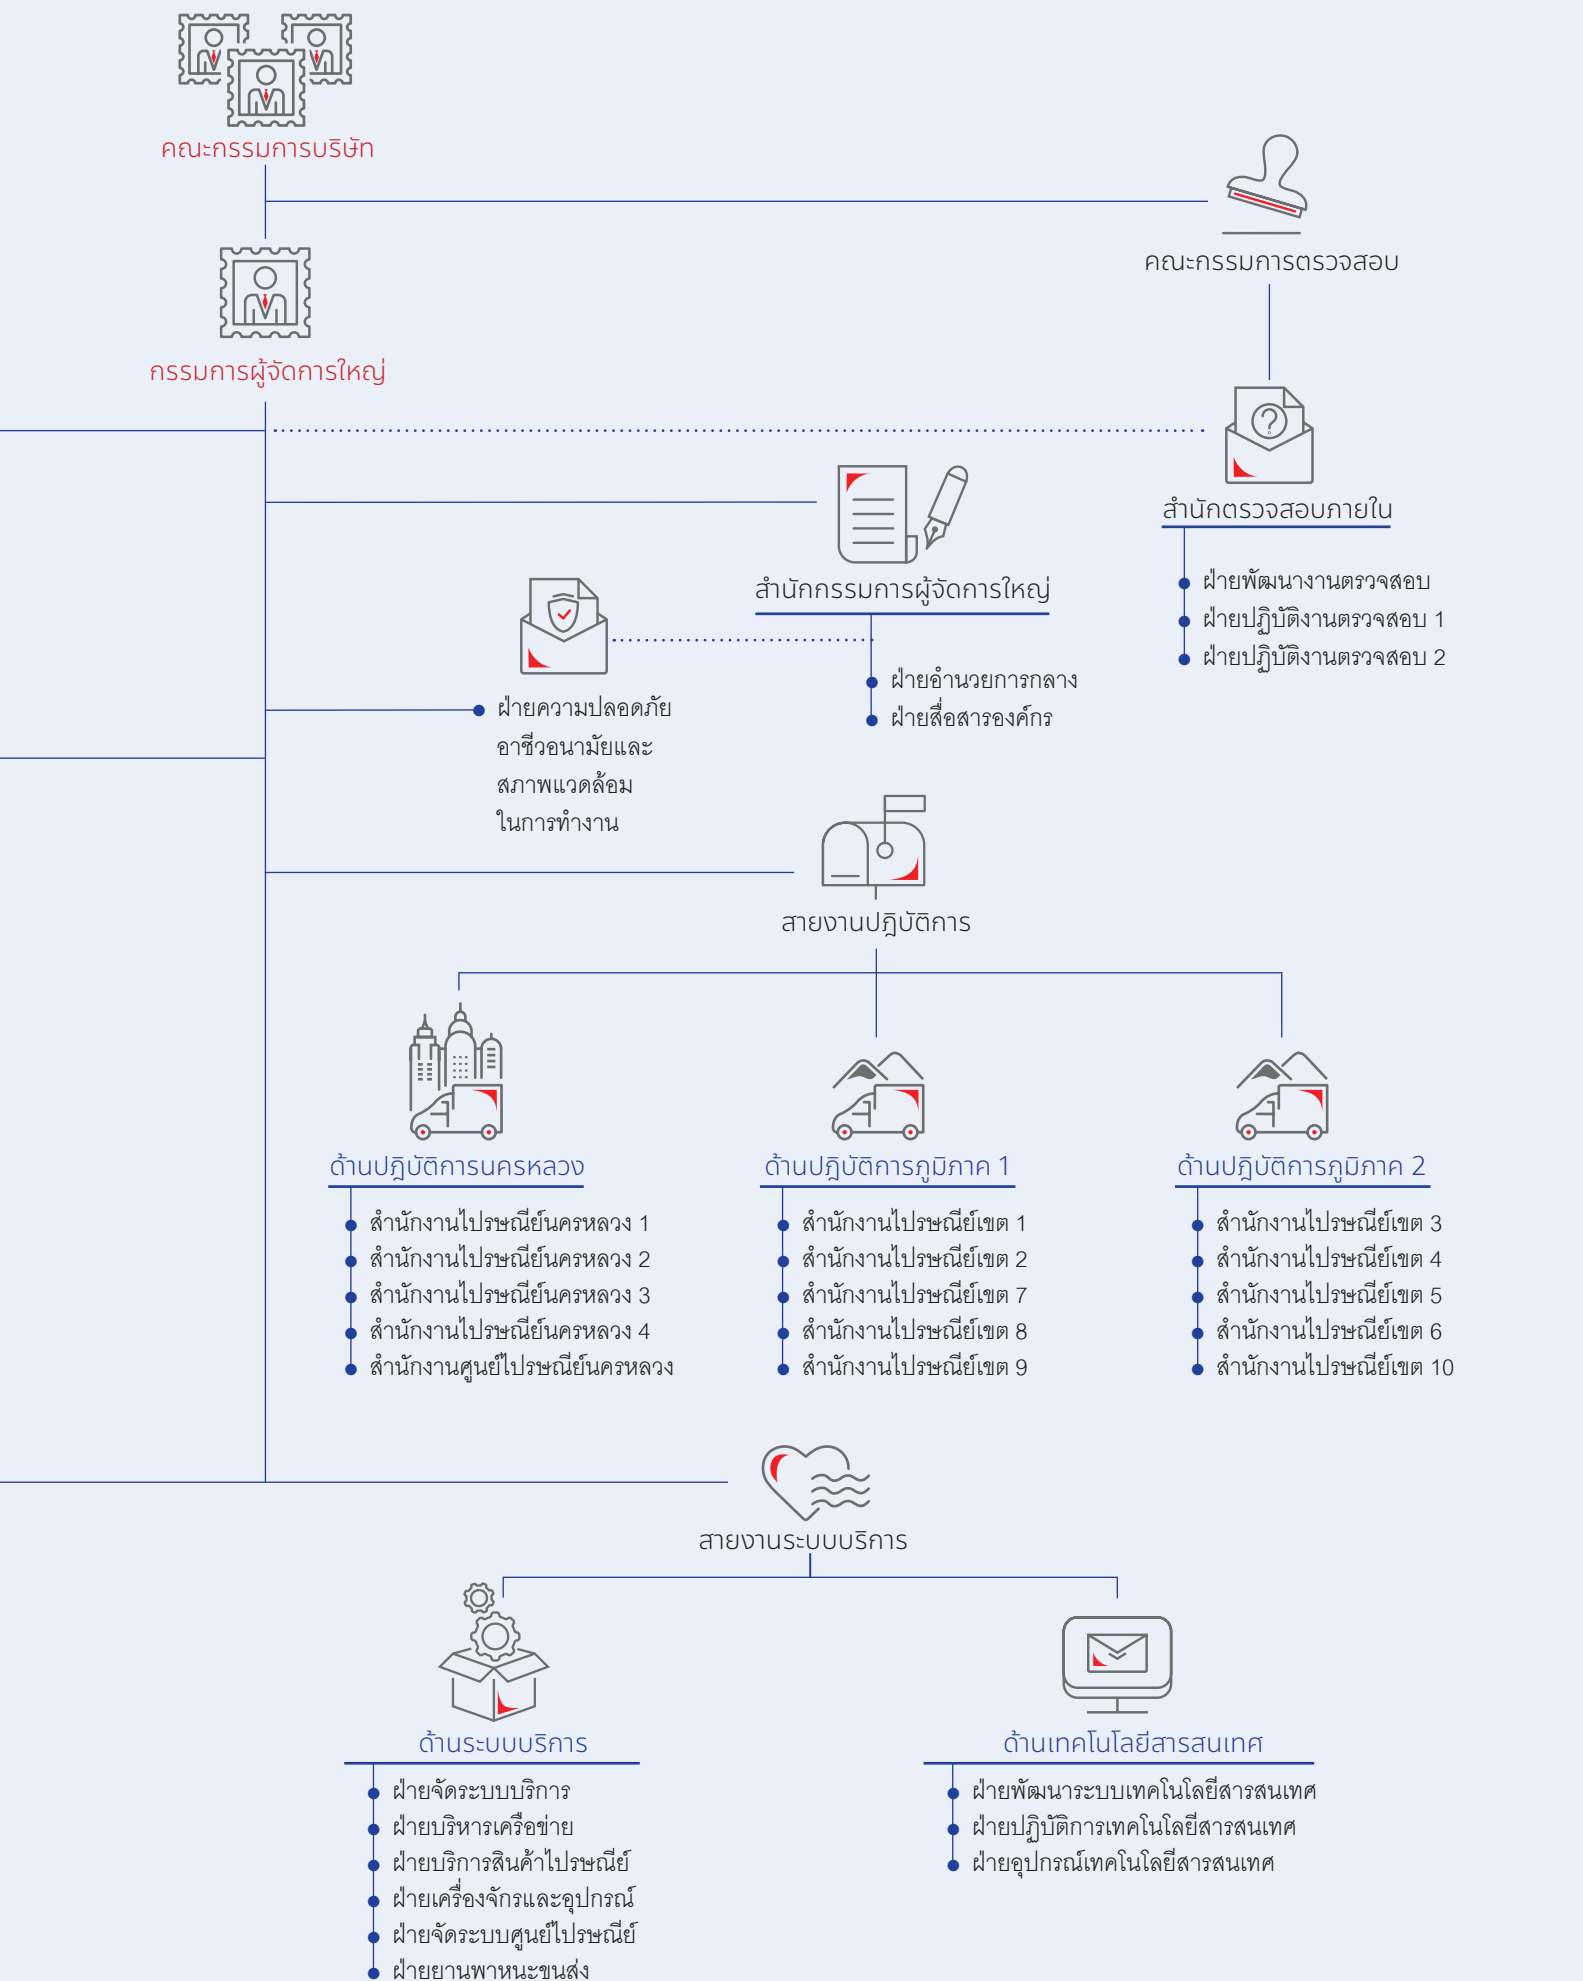 คณะกรรมการบริษัท
คณะกรรมการตรวจสอบ
กรรมการผู้จัดการใหญ่
สำนักตรวจสอบภายใน
ฝ่ายพัฒนางานตรวจสอบ
ฝ่ายปฏิบัติงานตรวจสอบ 1
ฝ่ายปฏิบัติงานตรวจสอบ 2
สำนักกรรมการผู้จัดการใหญ่
ฝ่ายอำนวยการกลาง
ฝ่ายสื่อสารองค์กร
ฝ่ายความปลอดภัย
อาชีวอนามัยและ
สภาพแวดล้อม
ในการทำงาน
สายงานปฏิบัติการ
ด้านปฏิบัติการนครหลวง
สำนักงานไปรษณีย์นครหลวง 1
สำนักงานไปรษณีย์นครหลวง 2
สำนักงานไปรษณีย์นครหลวง 3
สำนักงานไปรษณีย์นครหลวง 4
สำนักงานศูนย์ไปรษณีย์นครหลวง
ด้านปฏิบัติการภูมิภาค 1
สำนักงานไปรษณีย์เขต 1
สำนักงานไปรษณีย์เขต 2
สำนักงานไปรษณีย์เขต 7
สำนักงานไปรษณีย์เขต 8
สำนักงานไปรษณีย์เขต 9
ด้านปฏิบัติการภูมิภาค 2
สำนักงานไปรษณีย์เขต 3
สำนักงานไปรษณีย์เขต 4
สำนักงานไปรษณีย์เขต 5
สำนักงานไปรษณีย์เขต 6
สำนักงานไปรษณีย์เขต 10
สายงานระบบบริการ
ด้านระบบบริการ
ฝ่ายจัดระบบบริการ
ฝ่ายบริหารเครือข่าย
ฝ่ายบริการสินค้าไปรษณีย์
ฝ่ายเครื่องจักรและอุปกรณ์
ฝ่ายจัดระบบศูนย์ไปรษณีย์
ฝ่ายยานพาหนะขนส่ง
ด้านเทคโนโลยีสารสนเทศ
ฝ่ายพัฒนาระบบเทคโนโลยีสารสนเทศ
ฝ่ายปฏิบัติการเทคโนโลยีสารสนเทศ
ฝ่ายอุปกรณ์เทคโนโลยีสารสนเทศ